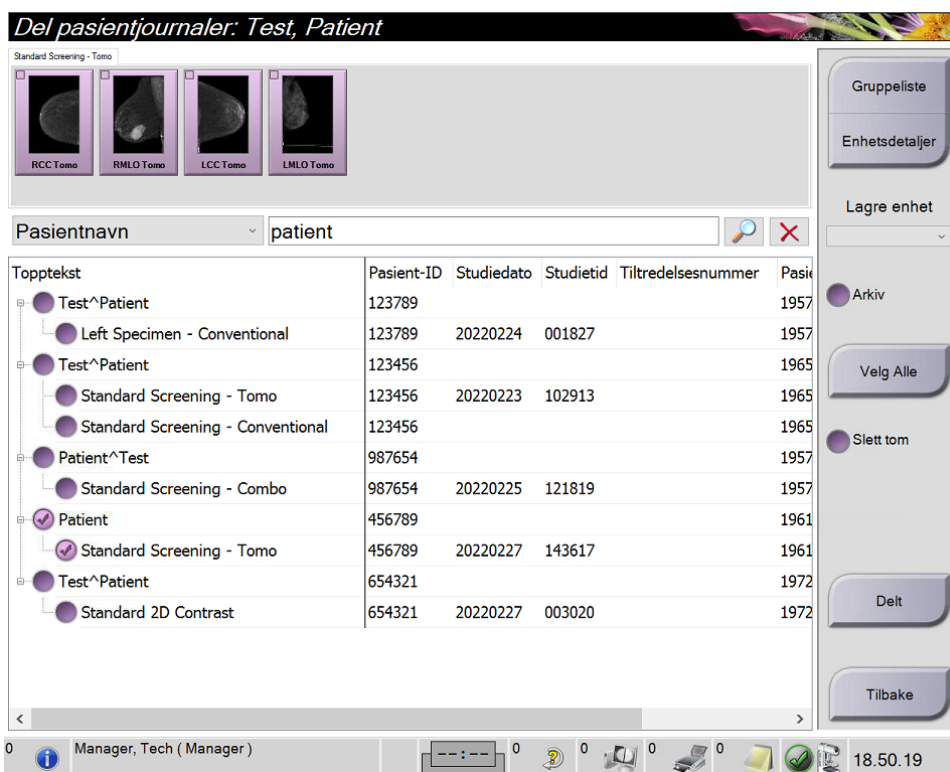 Del pasientjournaler: Test, Patient
Standard Screening - Tomo
RCC Tomo RMLO Tomo LCC Tomo LMLO Tomo
Gruppeliste
Enhetsdetaljer
Lagre enhet
Arkiv
Velg Alle
Slett tom
Delt
Tilbake
Pasientnavn patient
Topptekst Pasient-ID Studiedato Studietid Tiltredelsesnummer Pasie
Test^Patient 123789 1957
Left Specimen - Conventional 123789 20220224 001827 1957
Test^Patient 123456 1965
Standard Screening - Tomo 123456 20220223 102913 1965
Standard Screening - Conventional 123456 1965
Patient^Test 987654 1957
Standard Screening - Combo 987654 20220225 121819 1957
Patient 456789 1961
Standard Screening - Tomo 456789 20220227 143617 1961
Test^Patient 654321 1972
Standard 2D Contrast 654321 20220227 003020 1972
0 Manager, Tech ( Manager ) --:-- 0 0 0 0 18.50.19